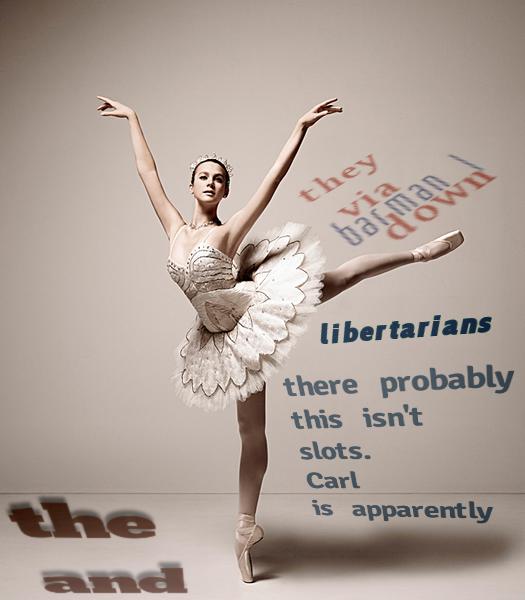 they
via
barman /
down
libertarians
there probably
this isn't
slots.
Carl
is apparently
the
and